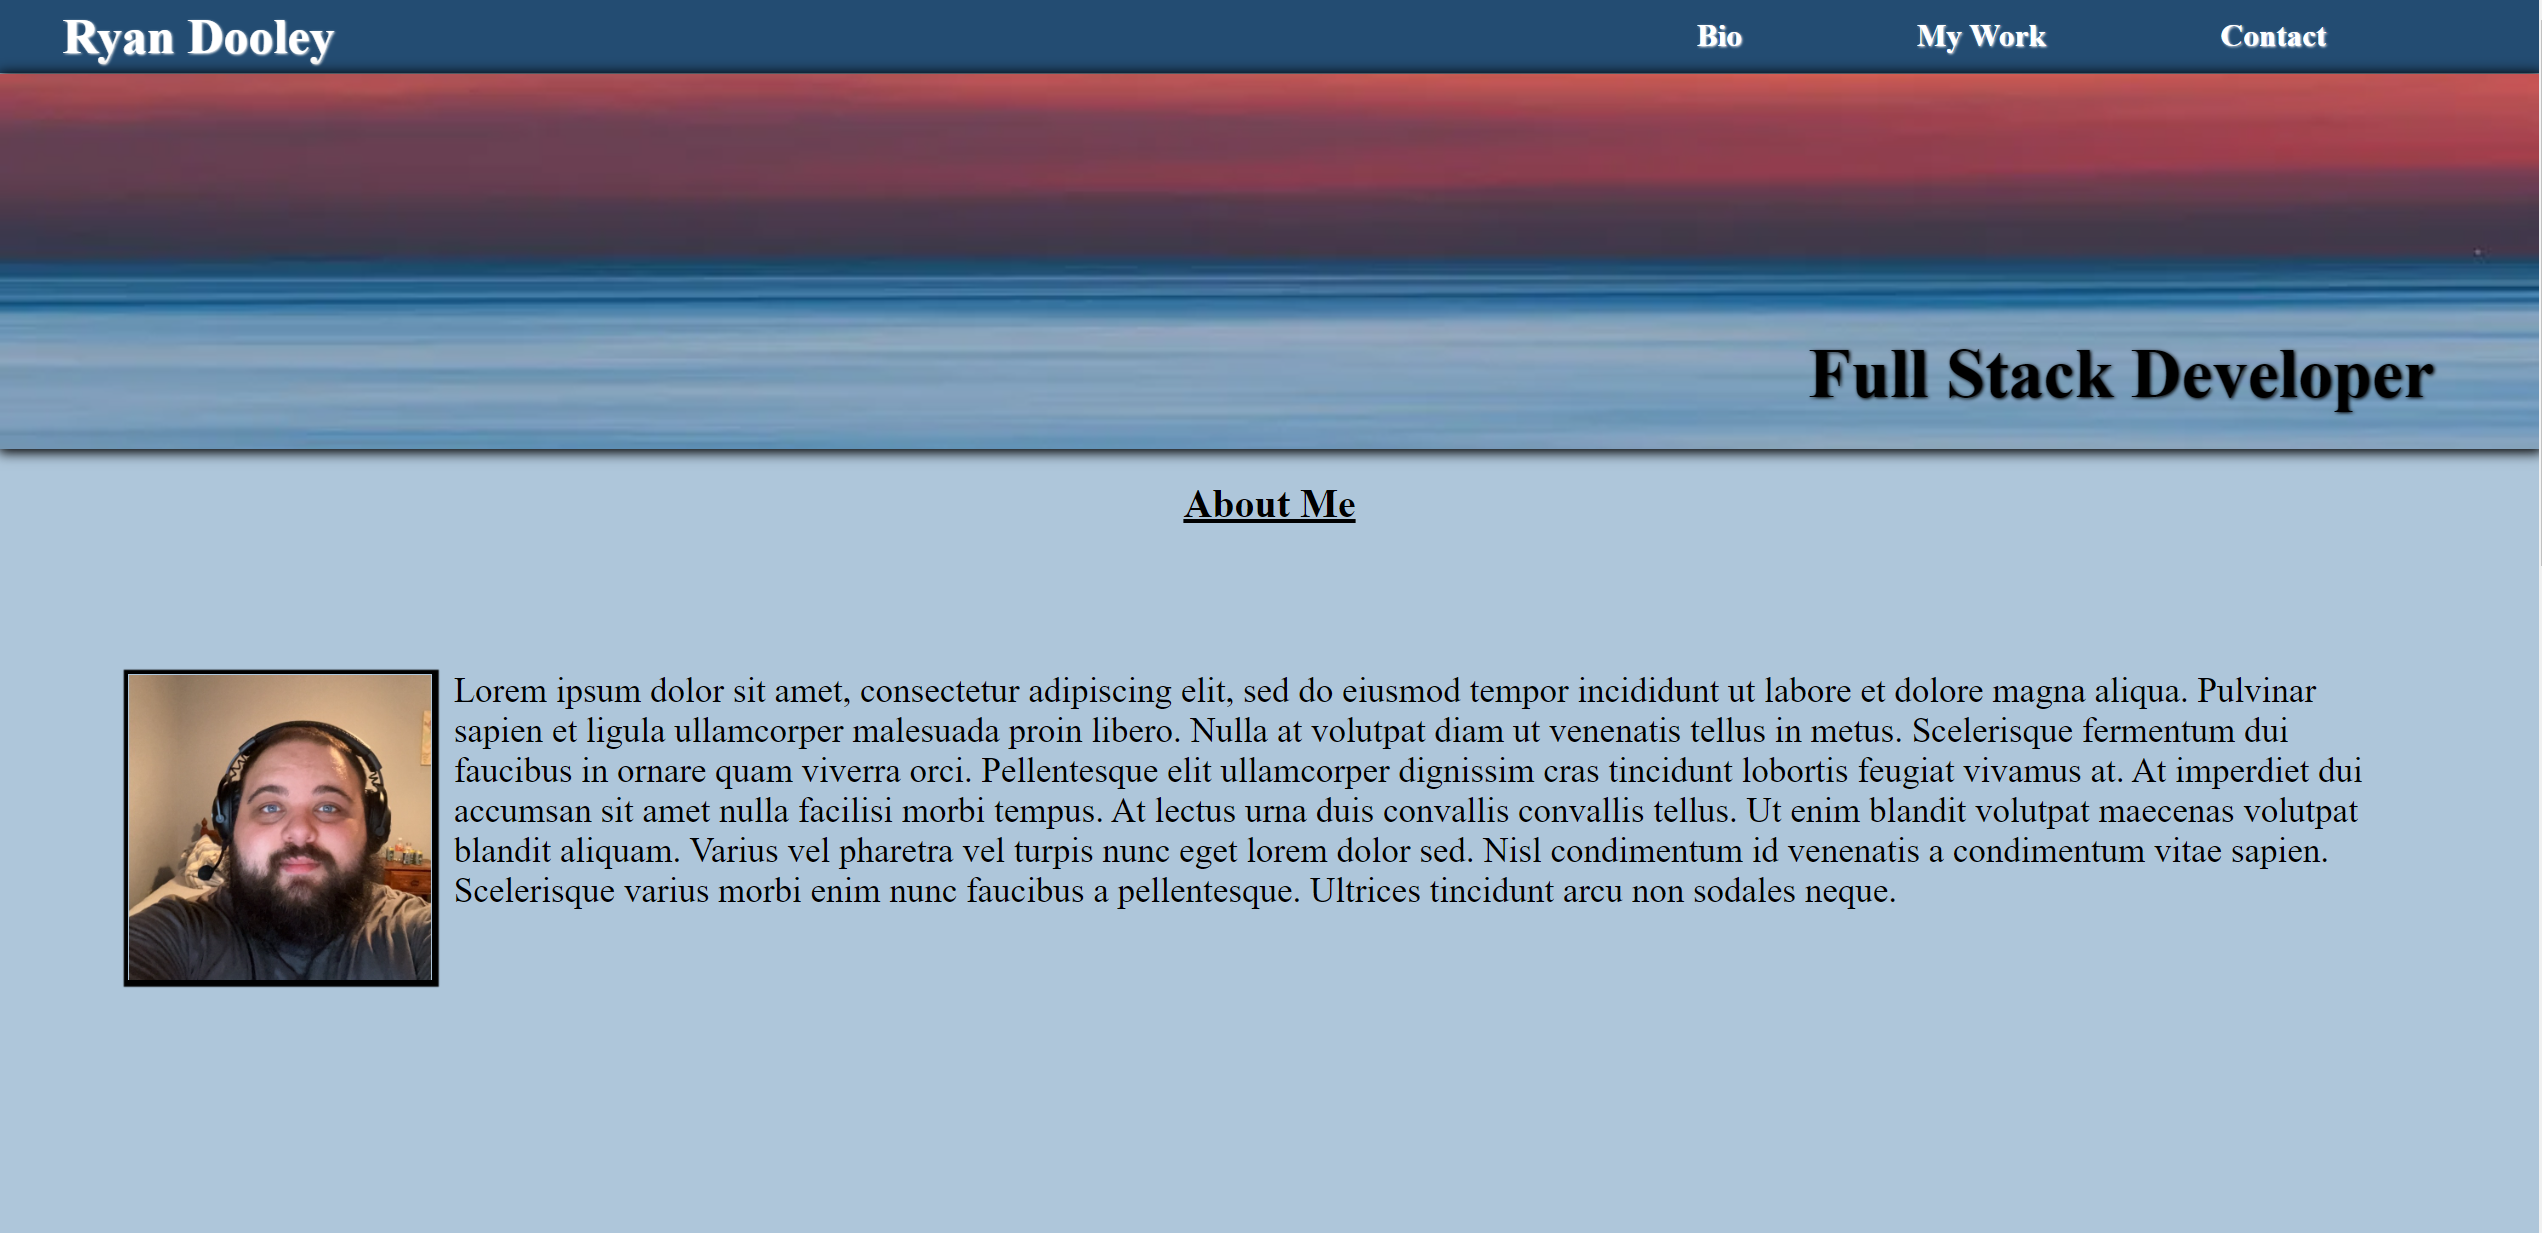 Ryan Dooley
Bio
My Work
Contact
Full Stack Developer
About Me
Lorem ipsum dolor sit amet, consectetur adipiscing elit, sed do eiusmod tempor incididunt ut labore et dolore magna aliqua. Pulvinar
sapien et ligula ullamcorper malesuada proin libero. Nulla at volutpat diam ut venenatis tellus in metus. Scelerisque fermentum dui
faucibus in ornare quam viverra orci. Pellentesque elit ullamcorper dignissim cras tincidunt lobortis feugiat vivamus at. At imperdiet dui
accumsan sit amet nulla facilisi morbi tempus. At lectus urna duis convallis convallis tellus. Ut enim blandit volutpat maecenas volutpat
blandit aliquam. Varius vel pharetra vel turpis nunc eget lorem dolor sed. Nisl condimentum id venenatis a condimentum vitae sapien.
Scelerisque varius morbi enim nunc faucibus a pellentesque. Ultrices tincidunt arcu non sodales neque.